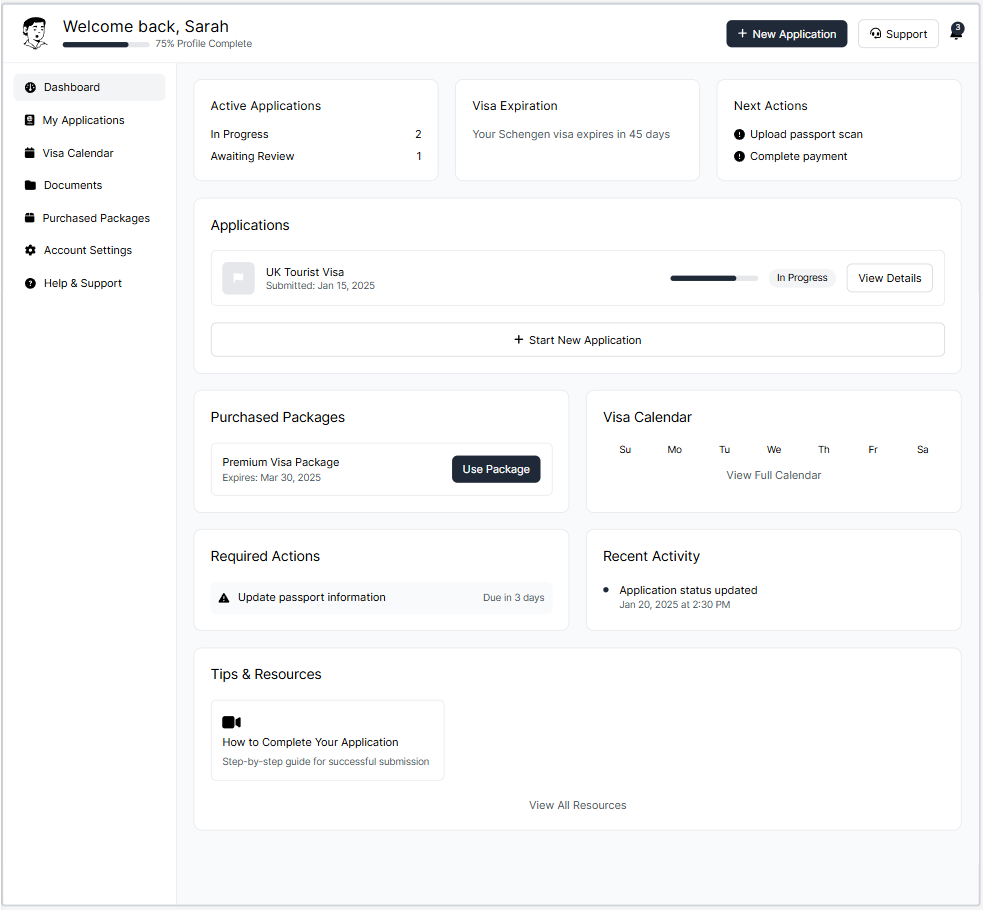 Welcome back, Sarah
75% Profile Complete
New Application
Support
3
Dashboard
My Applications
Visa Calendar
Documents
Purchased Packages
Account Settings
Help & Support
Active Applications
In Progress 2
Awaiting Review 1
Visa Expiration
Your Schengen visa expires in 45 days
Next Actions
Upload passport scan
Complete payment
Applications
UK Tourist Visa
Submitted: Jan 15, 2025
In Progress
View Details
Start New Application
Purchased Packages
Premium Visa Package
Expires: Mar 30, 2025
Use Package
Visa Calendar
Su Mo Tu We Th Fr Sa
View Full Calendar
Required Actions
Update passport information
Due in 3 days
Recent Activity
Application status updated
Jan 20, 2025 at 2:30 PM
Tips & Resources
How to Complete Your Application
Step-by-step guide for successful submission
View All Resources